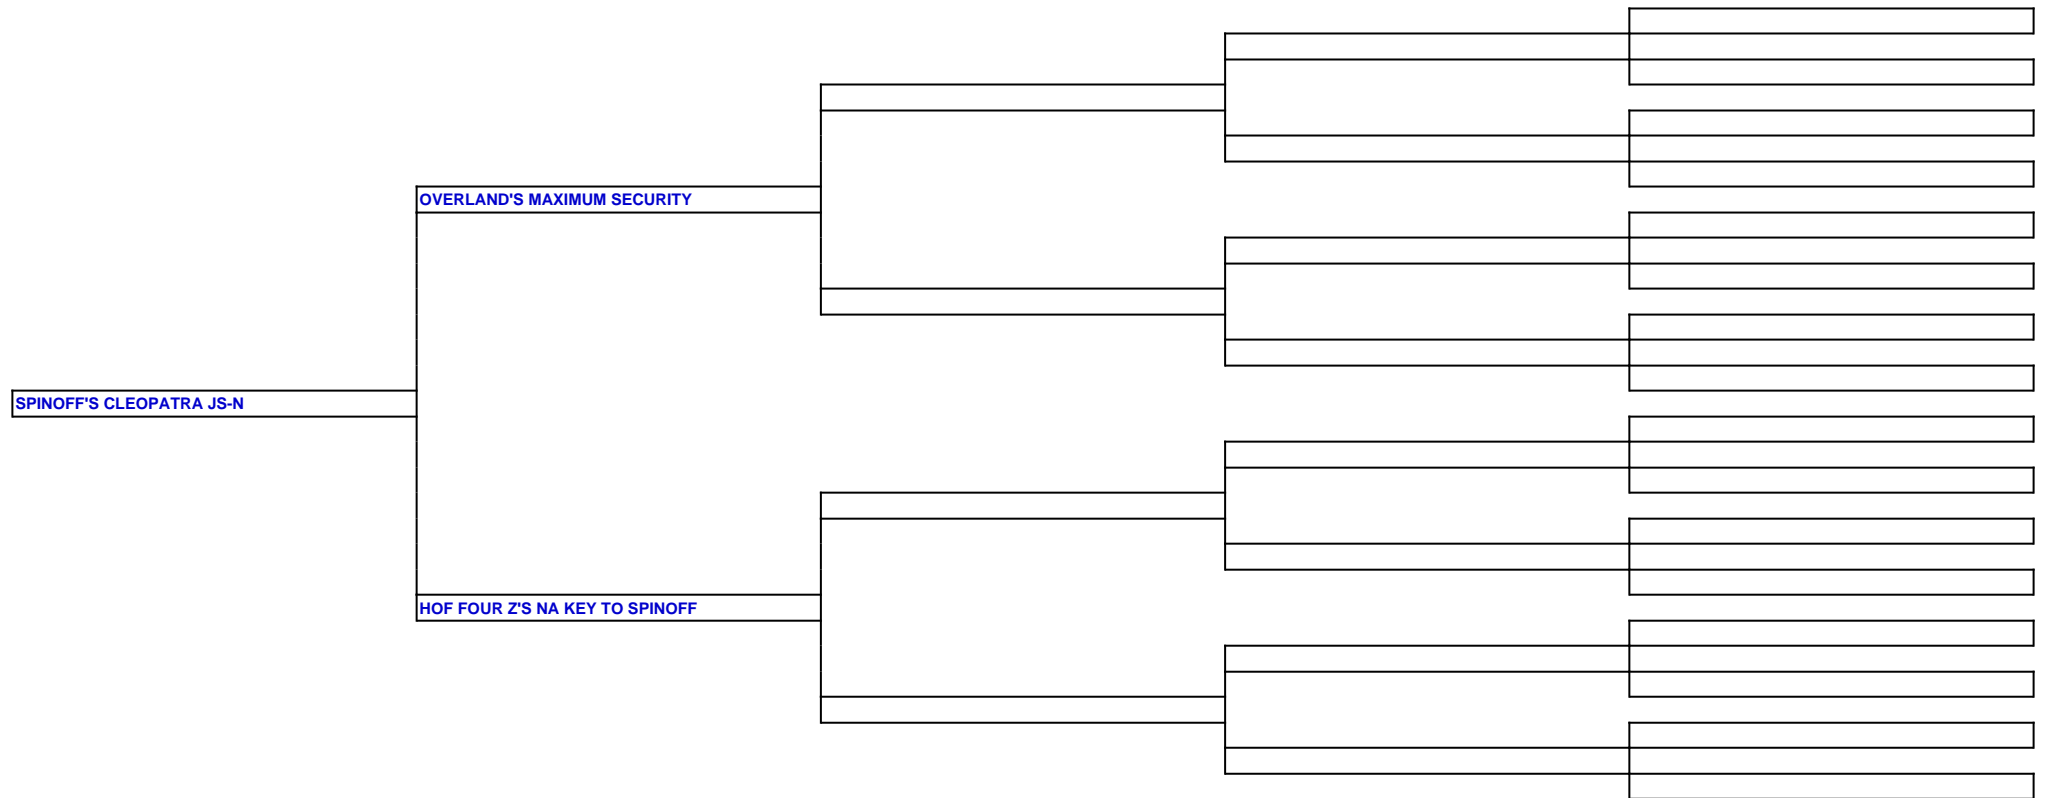 OVERLAND'S MAXIMUM SECURITY
SPINOFF'S CLEOPATRA JS-N
HOF FOUR Z'S NA KEY TO SPINOFF